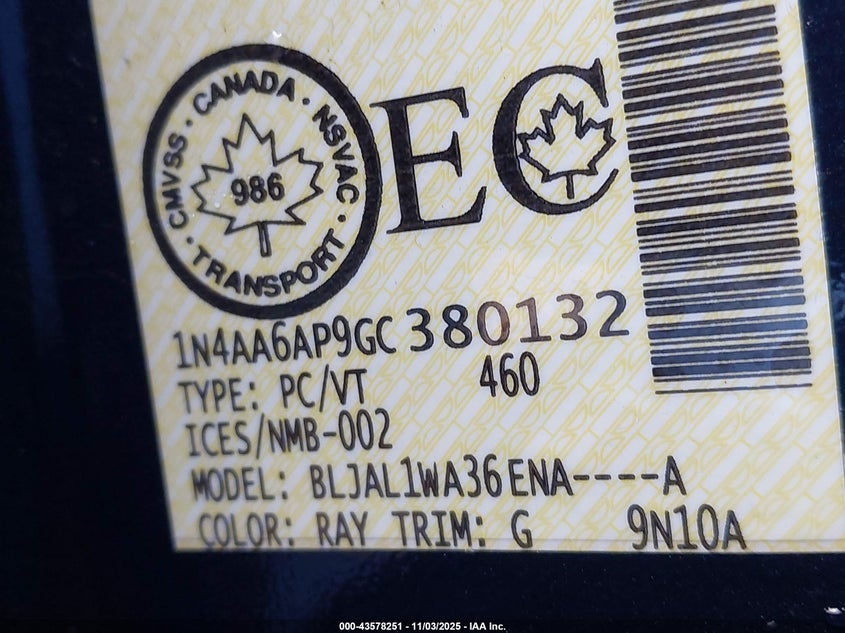 · CMVSS · CANADA · NSVAC · TRANSPORT
986
EC
1N4AA6AP9GC380132
TYPE: PC/VT 460
ICES/NMB-002
MODEL: BLJAL1WA36ENA----A
COLOR: RAY TRIM: G 9N10A
000-43578251 - 11/03/2025 - IAA Inc.